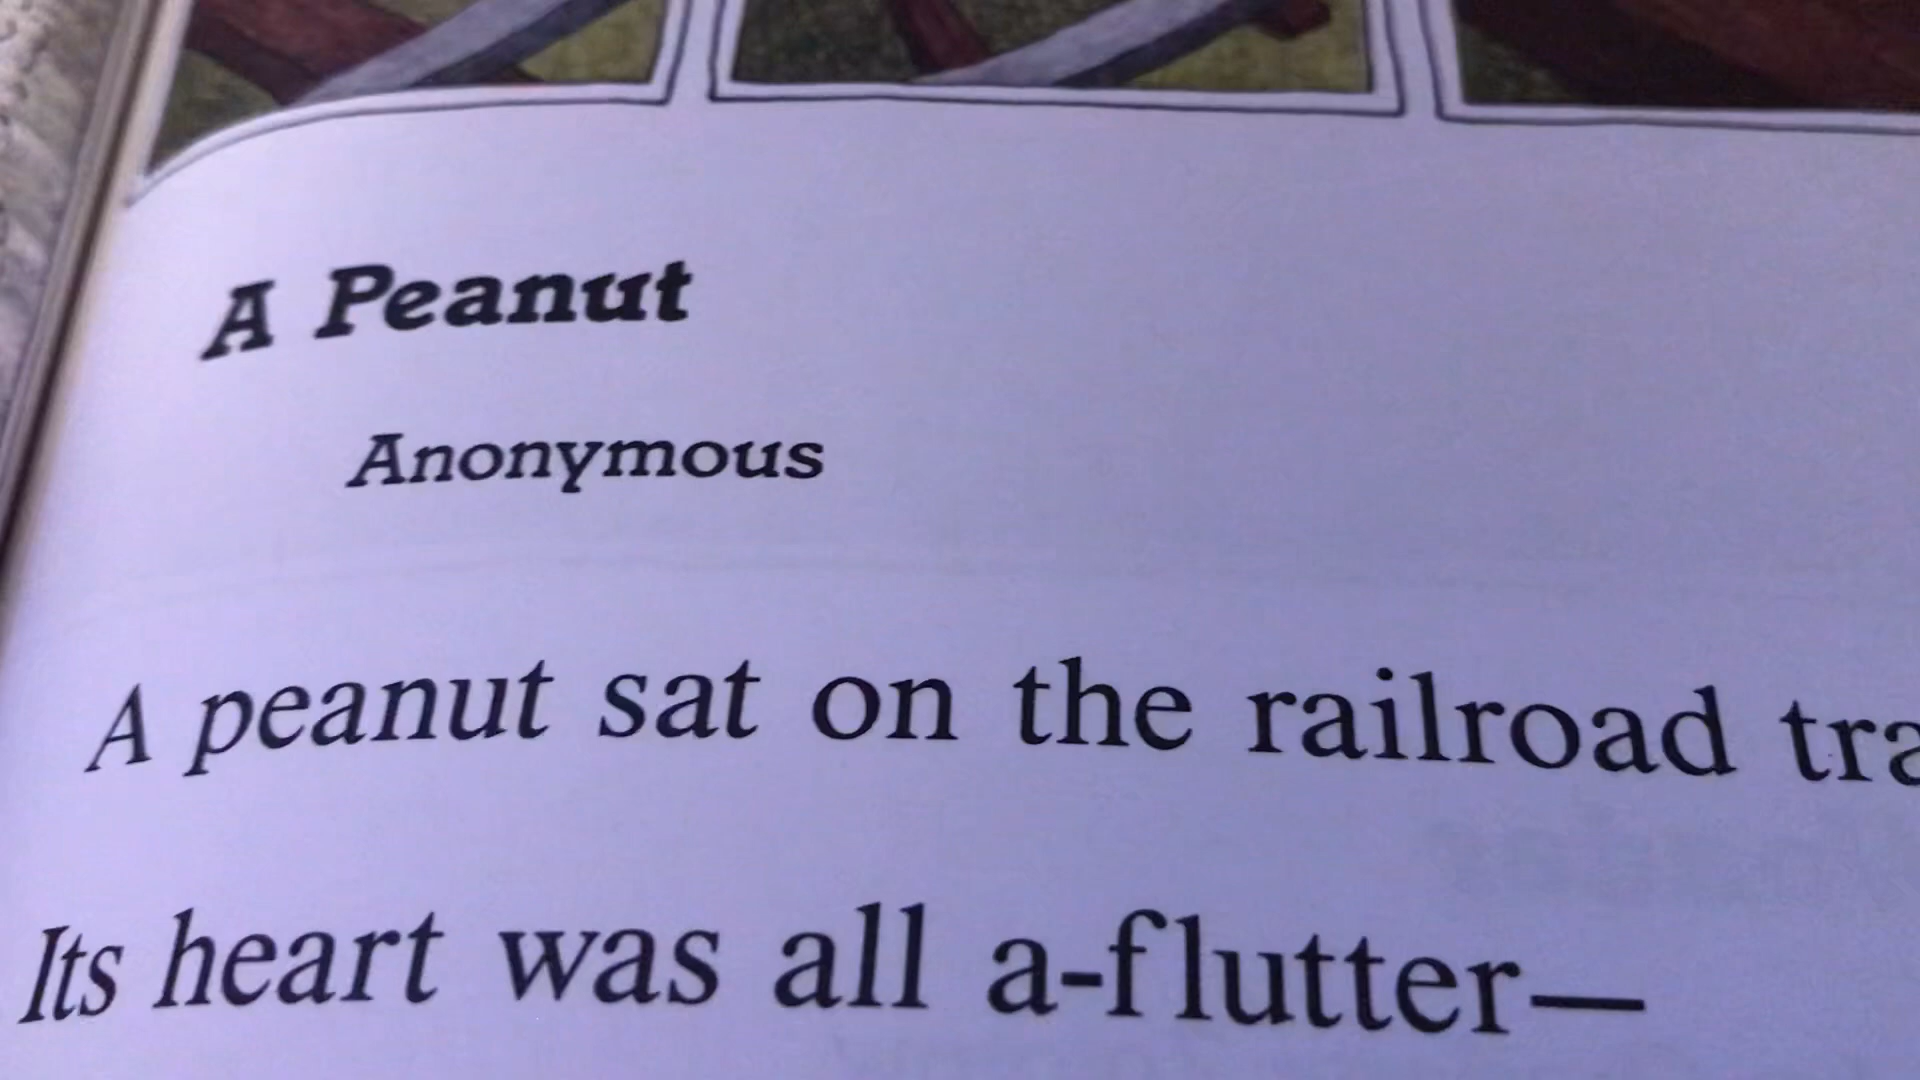 A Peanut
Anonymous
A peanut sat on the railroad
Its heart was all a-flutter—